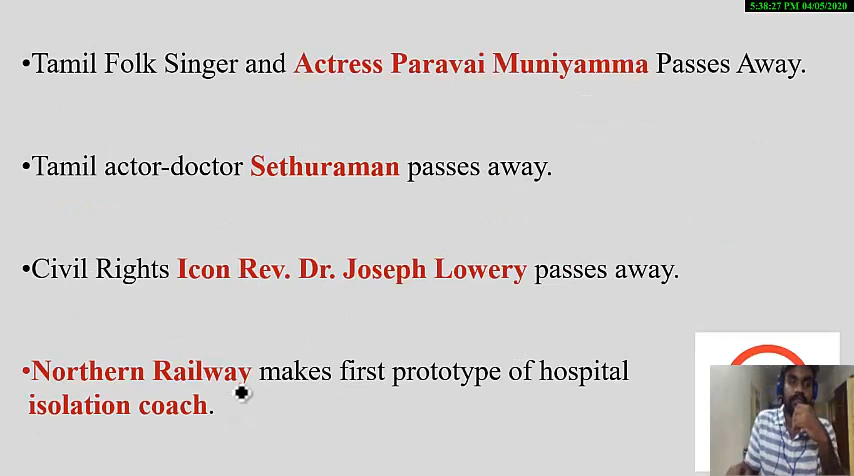 5:38:27 PM 04/05/2020
•Tamil Folk Singer and Actress Paravai Muniyamma Passes Away.
•Tamil actor-doctor Sethuraman passes away.
•Civil Rights Icon Rev. Dr. Joseph Lowery passes away.
•Northern Railway makes first prototype of hospital
isolation coach.